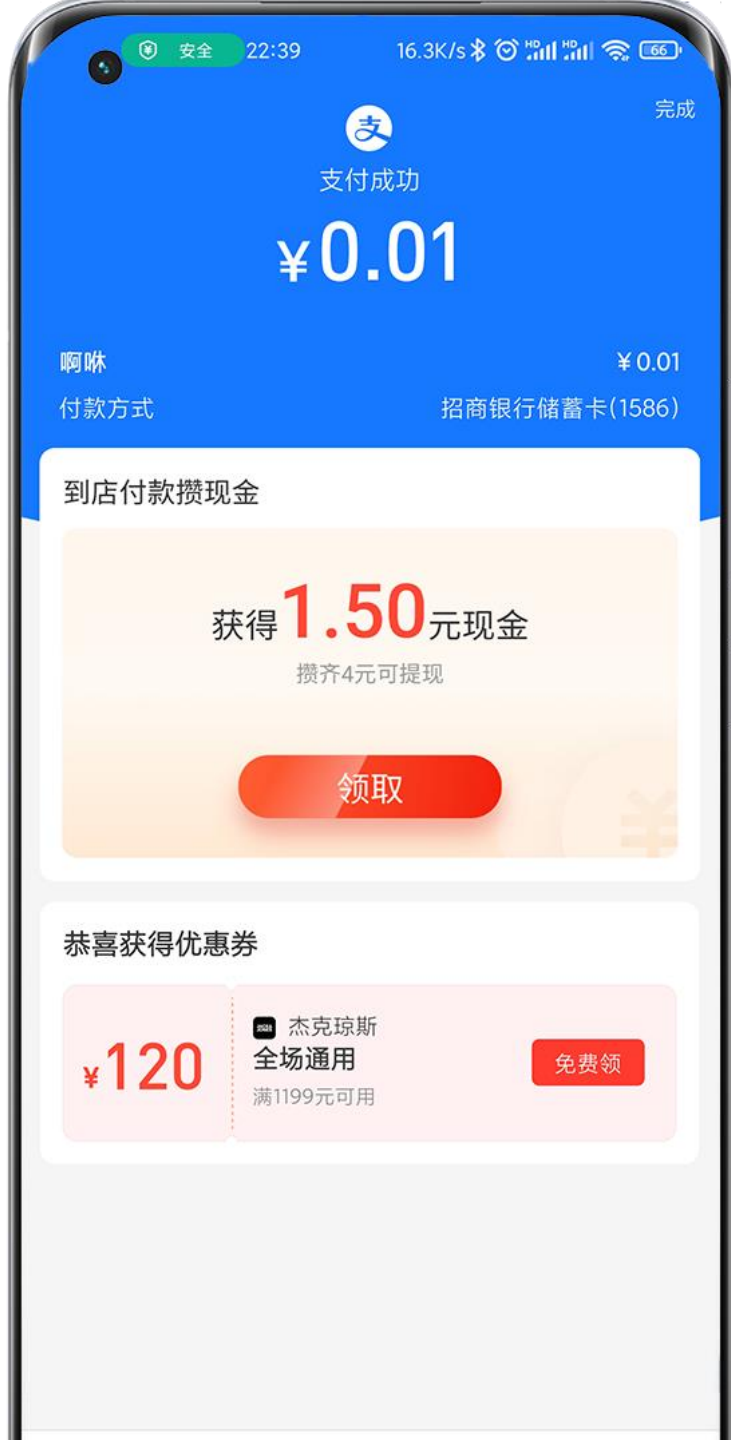 安全 22:39 16.3K/s HD HD 66
完成
支
支付成功
¥0.01
啊咻 ¥0.01
付款方式 招商银行储蓄卡(1586)
到店付款攒现金
获得1.50元现金
攒齐4元可提现
领取
恭喜获得优惠券
¥120
杰克琼斯
全场通用
满1199元可用
免费领